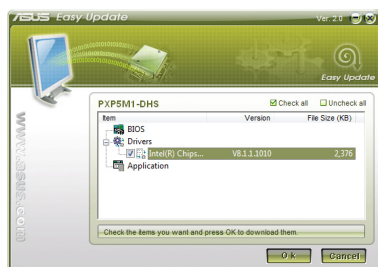 ASUS Easy Update
Ver. 2.0
Easy Update
PXP5M1-DHS
Check all
Uncheck all
Item
Version
File Size (KB)
BIOS
Drivers
Intel(R) Chips...
V8.1.1.1010
2,376
Application
Check the items you want and press OK to download them.
Ok
Cancel
www.asus.com